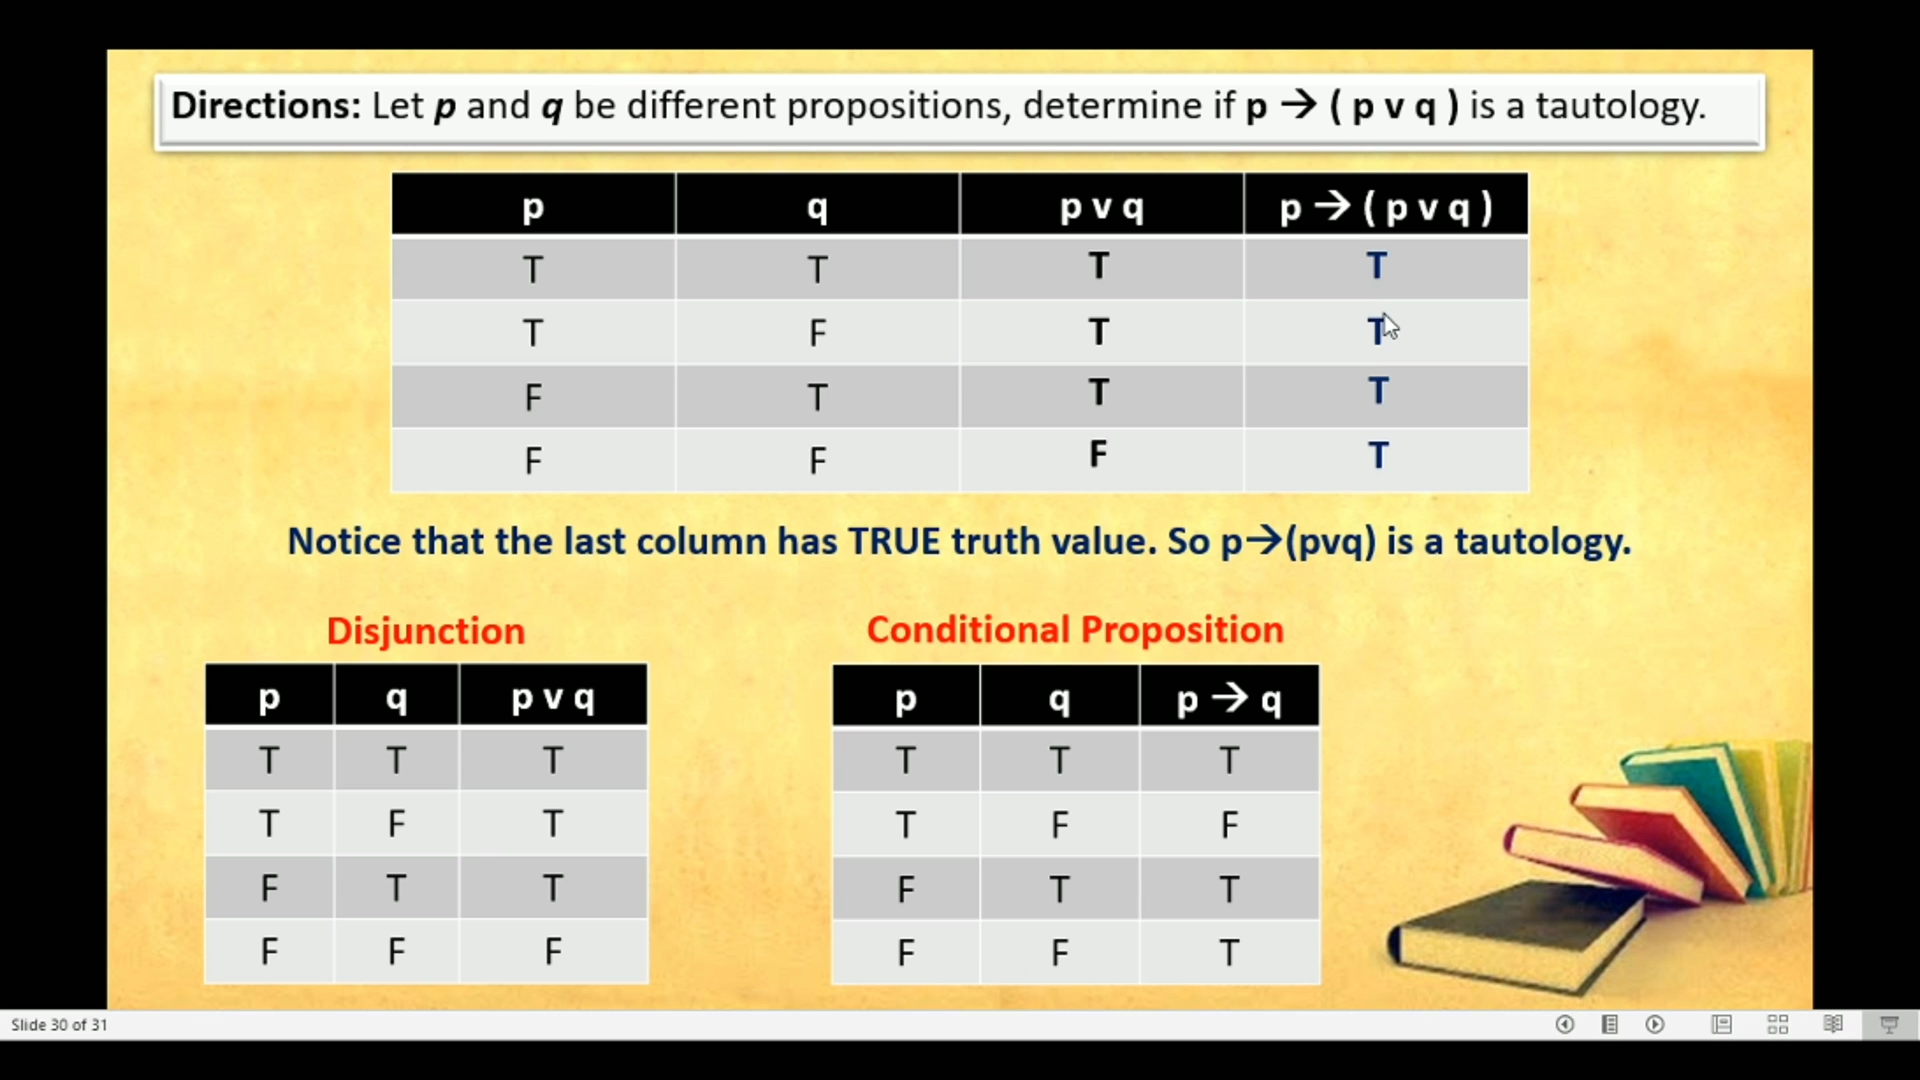 Directions: Let p and q be different propositions, determine if p → ( p v q ) is a tautology.
p q p v q p → ( p v q )
T T T T
T F T T
F T T T
F F F T
Notice that the last column has TRUE truth value. So p→(pvq) is a tautology.
Disjunction
p q p v q
T T T
T F T
F T T
F F F
Conditional Proposition
p q p → q
T T T
T F F
F T T
F F T
Slide 30 of 31